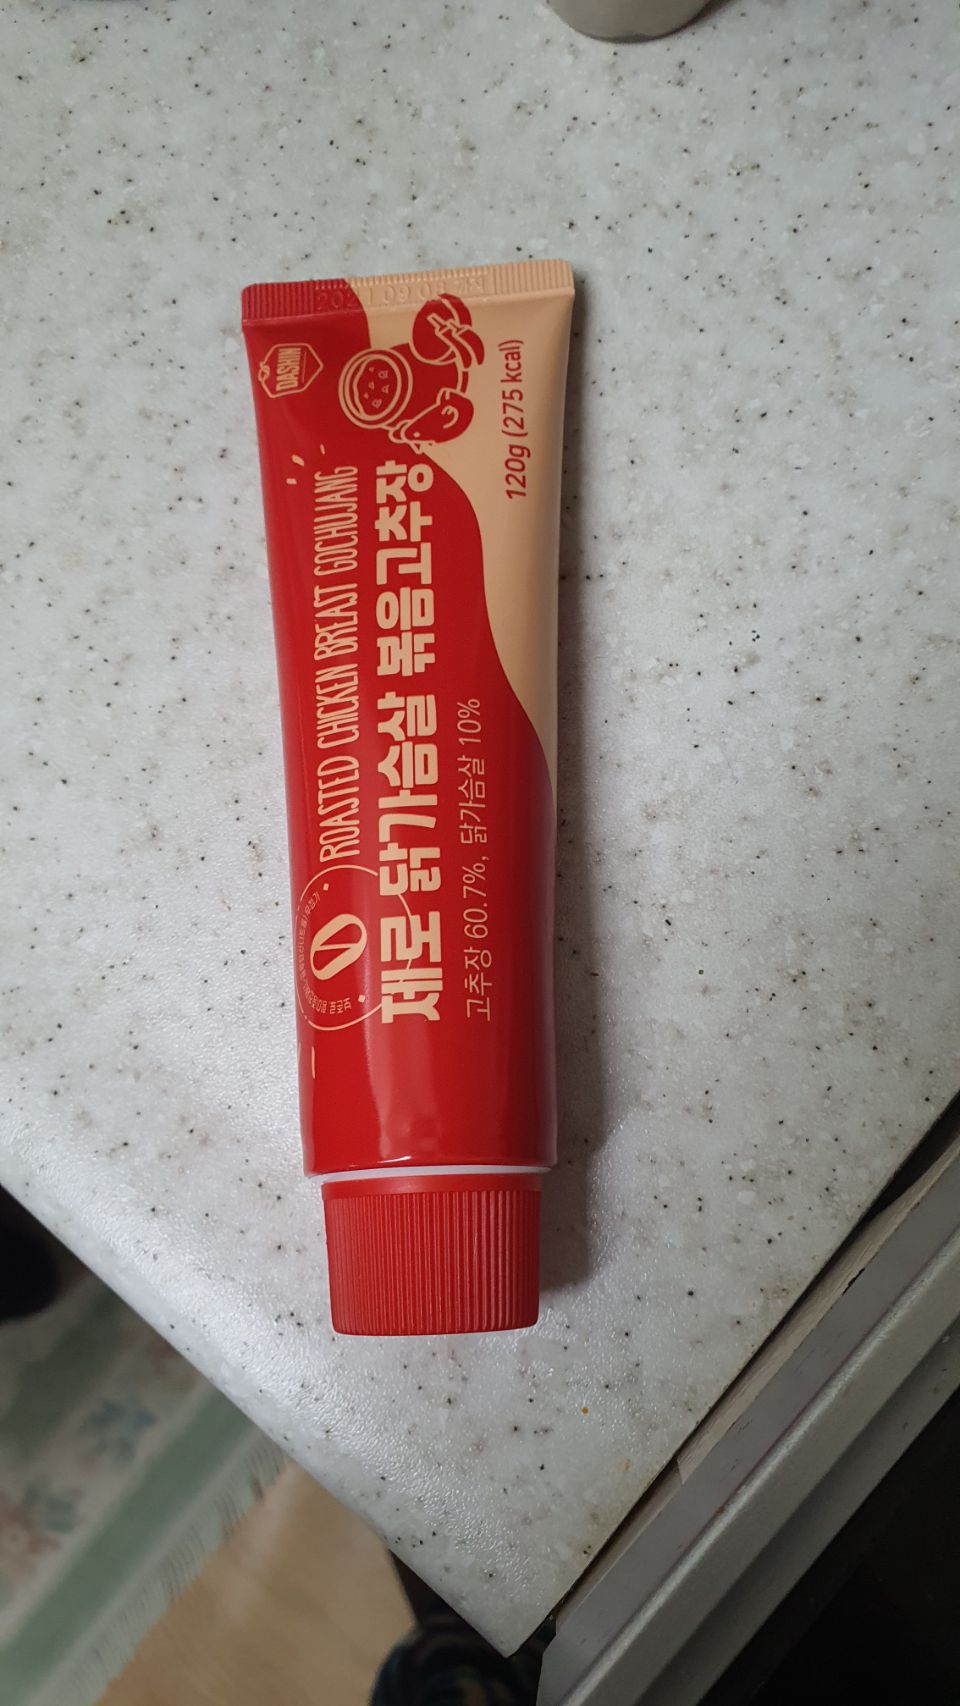 DASHIN
ROASTED CHICKEN BREAST GOCHUJANG
제로 닭가슴살 볶음고추장
고추장 60.7%, 닭가슴살 10%
120g (275 kcal)